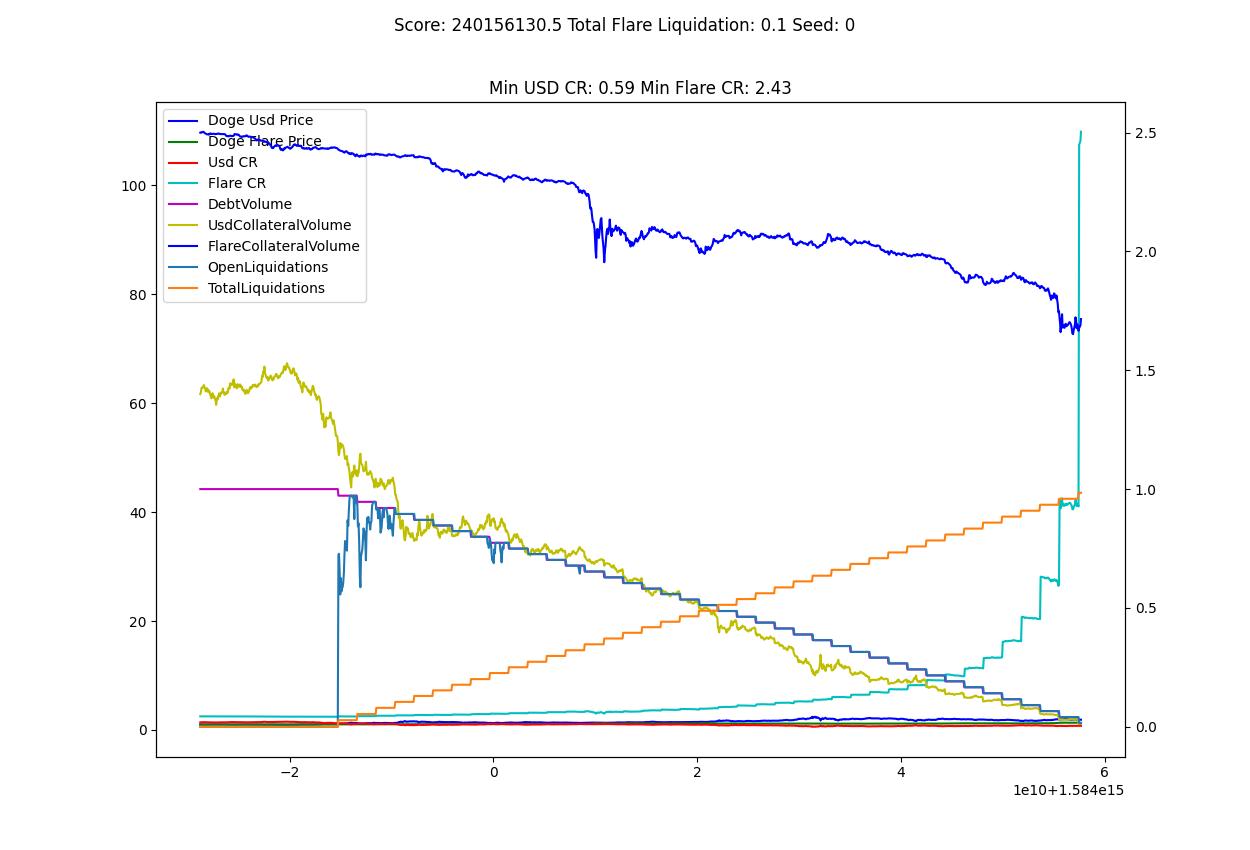 Score: 240156130.5 Total Flare Liquidation: 0.1 Seed: 0
Min USD CR: 0.59 Min Flare CR: 2.43
Doge Usd Price
Doge Flare Price
Usd CR
Flare CR
DebtVolume
UsdCollateralVolume
FlareCollateralVolume
OpenLiquidations
TotalLiquidations
100
80
60
40
20
0
2.5
2.0
1.5
1.0
0.5
0.0
−2
0
2
4
6
1e10+1.584e15